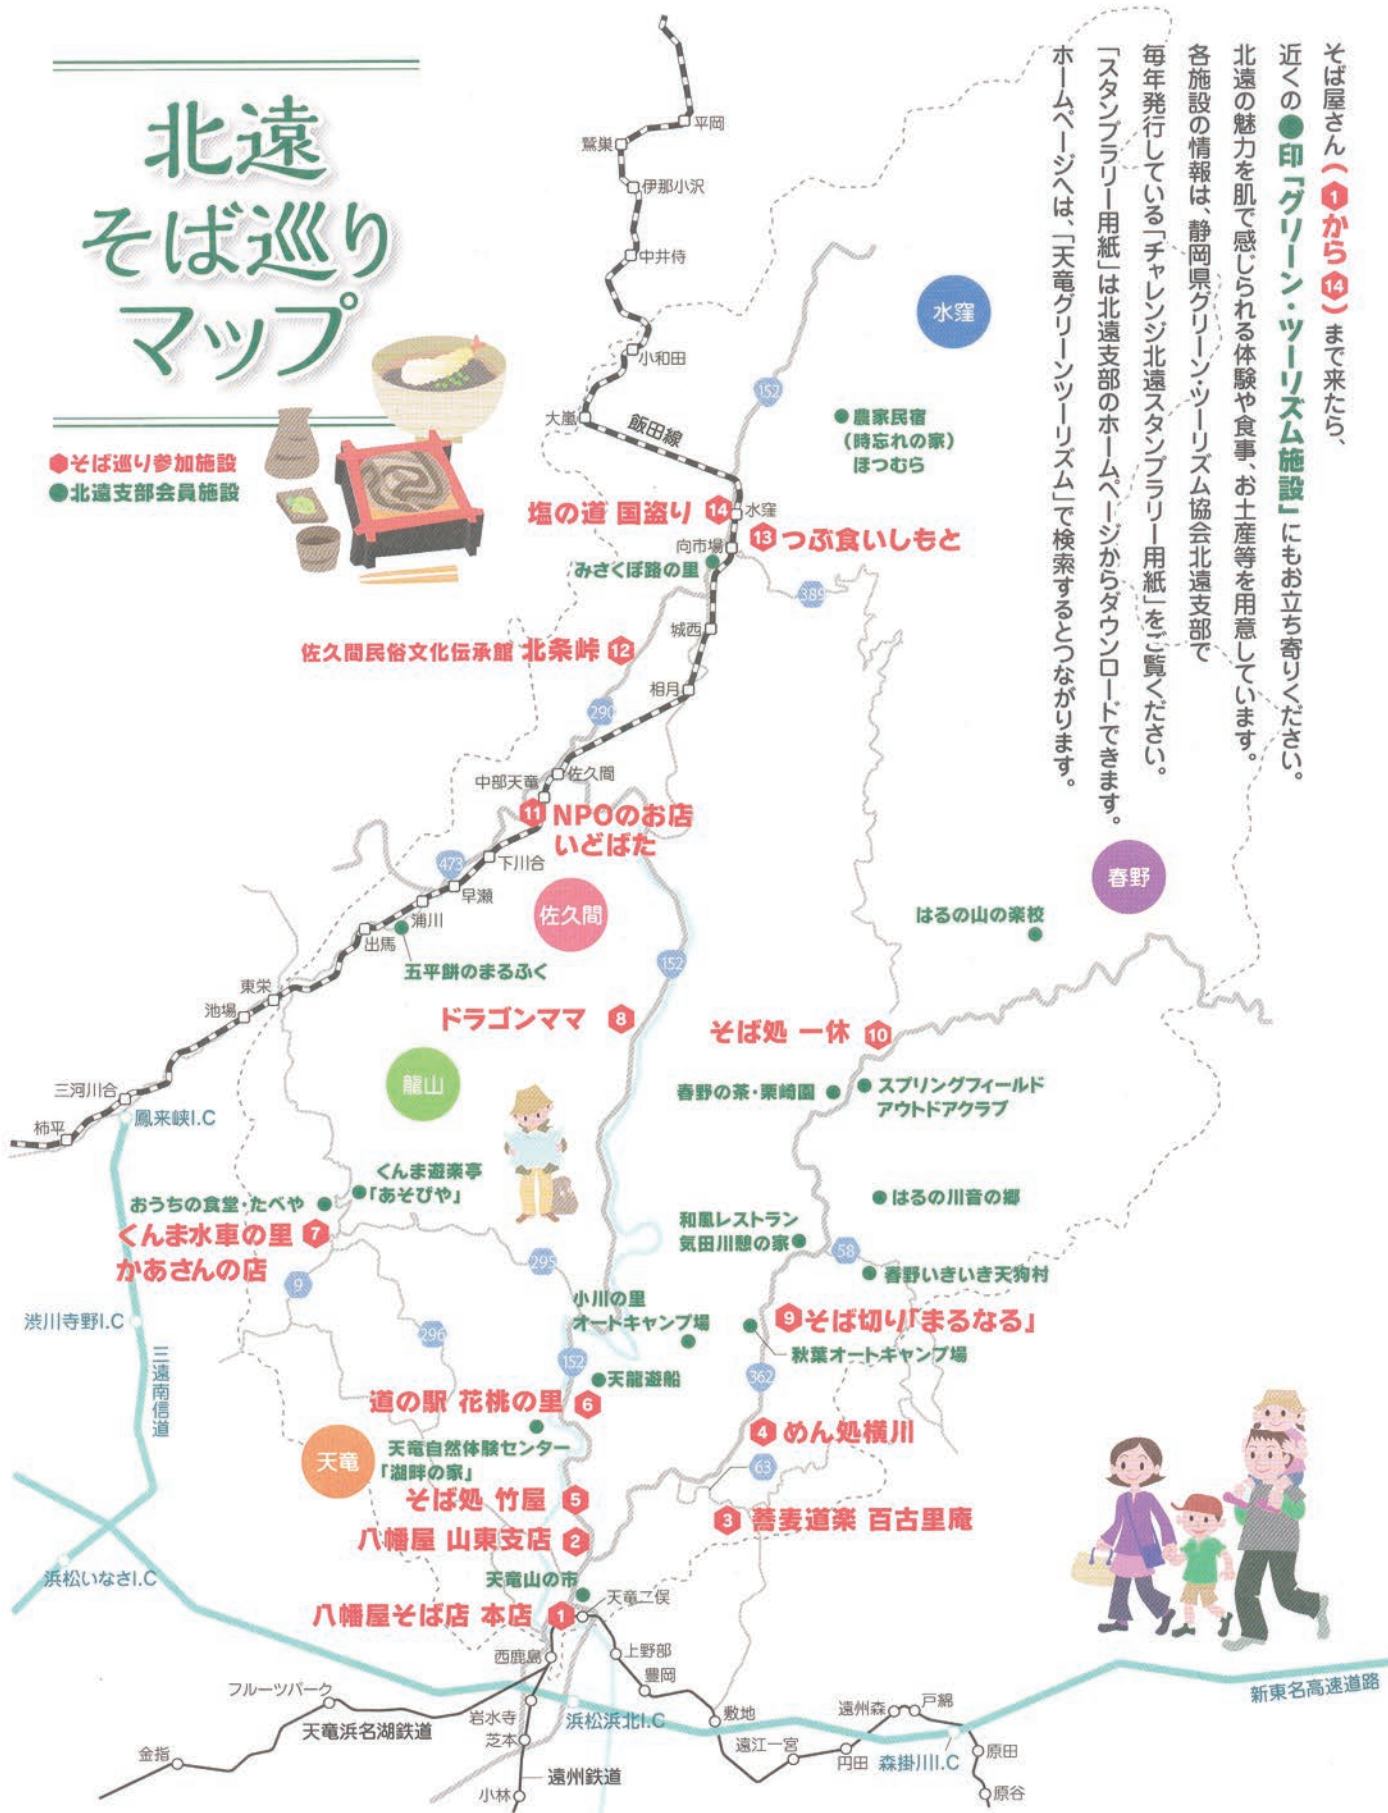 北遠
そば巡り
マップ
そば巡り参加施設
北遠支部会員施設
そば屋さん(1から14)まで来たら、
近くの●印「グリーン・ツーリズム施設」にもお立ち寄りください。
北遠の魅力を肌で感じられる体験や食事、お土産等を用意しています。
各施設の情報は、静岡県グリーン・ツーリズム協会北遠支部で
毎年発行している「チャレンジ北遠スタンプラリー用紙」をご覧ください。
「スタンプラリー用紙」は北遠支部のホームページからダウンロードできます。
ホームページへは、「天竜グリーンツーリズム」で検索するとつながります。
平岡
鷲巣
伊那小沢
中井侍
小和田
大嵐
飯田線
水窪
152
農家民宿
(時忘れの家)
ほつむら
塩の道 国盗り 14
水窪
13 つぶ食いしもと
向市場
みさくぼ路の里
389
城西
佐久間民俗文化伝承館 北条峠 12
相月
290
佐久間
中部天竜
11 NPOのお店
いどばた
473
下川合
早瀬
佐久間
浦川
出馬
五平餅のまるふく
春野
はるの山の楽校
152
東栄
池場
ドラゴンママ 8
そば処 一休 10
龍山
三河川合
鳳来峡I.C
柿平
春野の茶・栗崎園
スプリングフィールド
アウトドアクラブ
くんま遊楽亭
「あそびや」
おうちの食堂・たべや
くんま水車の里 7
かあさんの店
はるの川音の郷
和風レストラン
気田川憩の家
58
295
9
春野いきいき天狗村
小川の里
オートキャンプ場
渋川寺野I.C
三遠南信道
296
9 そば切り「まるなる」
秋葉オートキャンプ場
152
天龍遊船
362
道の駅 花桃の里 6
4 めん処横川
天竜
天竜自然体験センター
「湖畔の家」
63
そば処 竹屋 5
3 蕎麦道楽 百古里庵
八幡屋 山東支店 2
浜松いなさI.C
天竜山の市
天竜二俣
八幡屋そば店 本店 1
西鹿島
上野部
豊岡
フルーツパーク
天竜浜名湖鉄道
岩水寺
浜松浜北I.C
敷地
遠州森
戸綿
新東名高速道路
芝本
金指
遠江一宮
円田
森掛川I.C
原田
遠州鉄道
小林
原谷